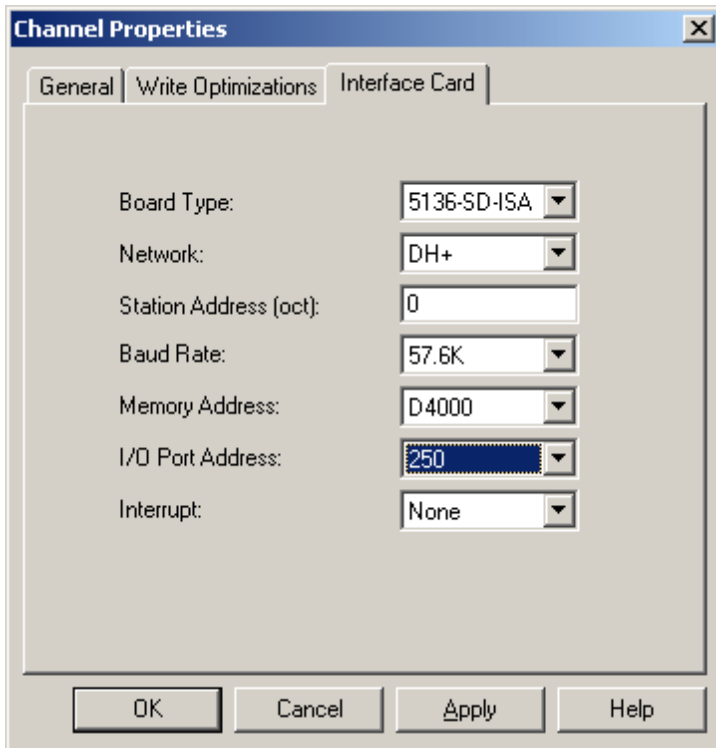 Channel Properties
General Write Optimizations Interface Card
Board Type: 5136-SD-ISA
Network: DH+
Station Address (oct): 0
Baud Rate: 57.6K
Memory Address: D4000
I/O Port Address: 250
Interrupt: None
OK Cancel Apply Help